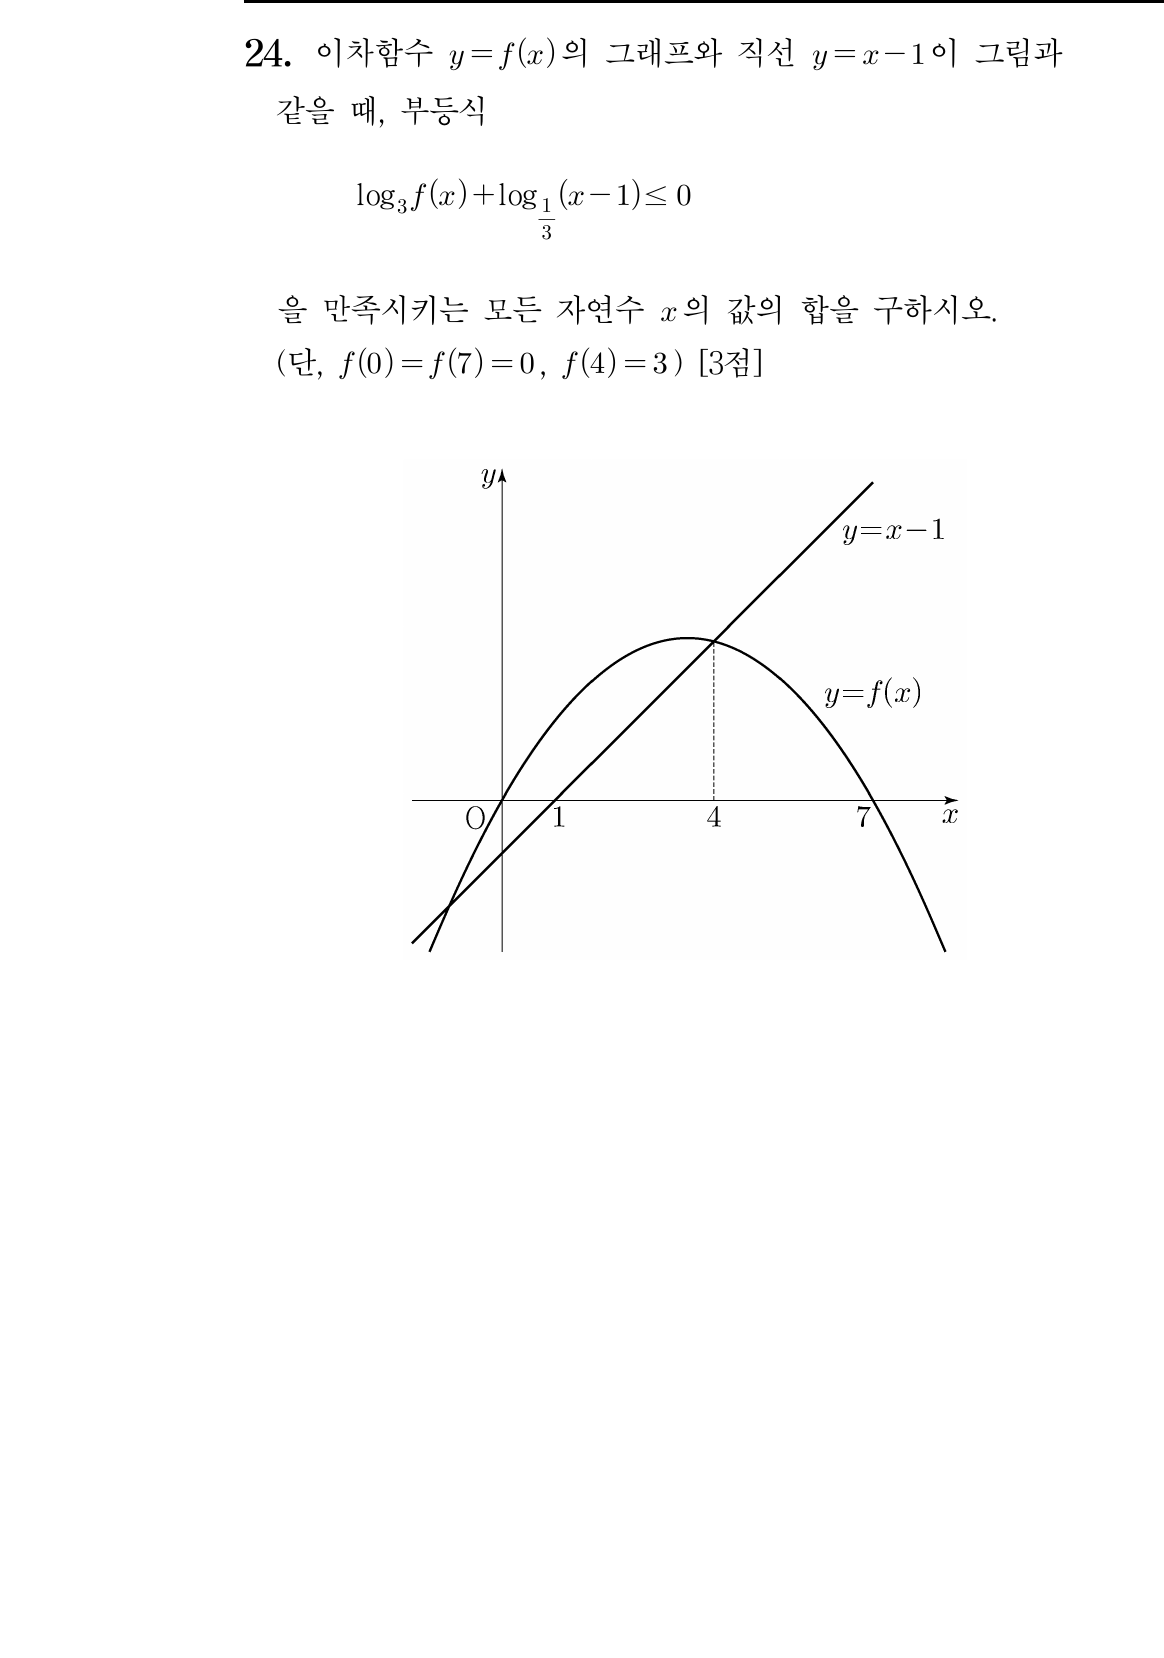 24. 이차함수 y=f(x)의 그래프와 직선 y=x-1이 그림과
같을 때, 부등식
log₃f(x)+log_{1/3}(x-1)≤0
을 만족시키는 모든 자연수 x의 값의 합을 구하시오.
(단, f(0)=f(7)=0, f(4)=3) [3점]
y
y=x-1
y=f(x)
O 1 4 7 x